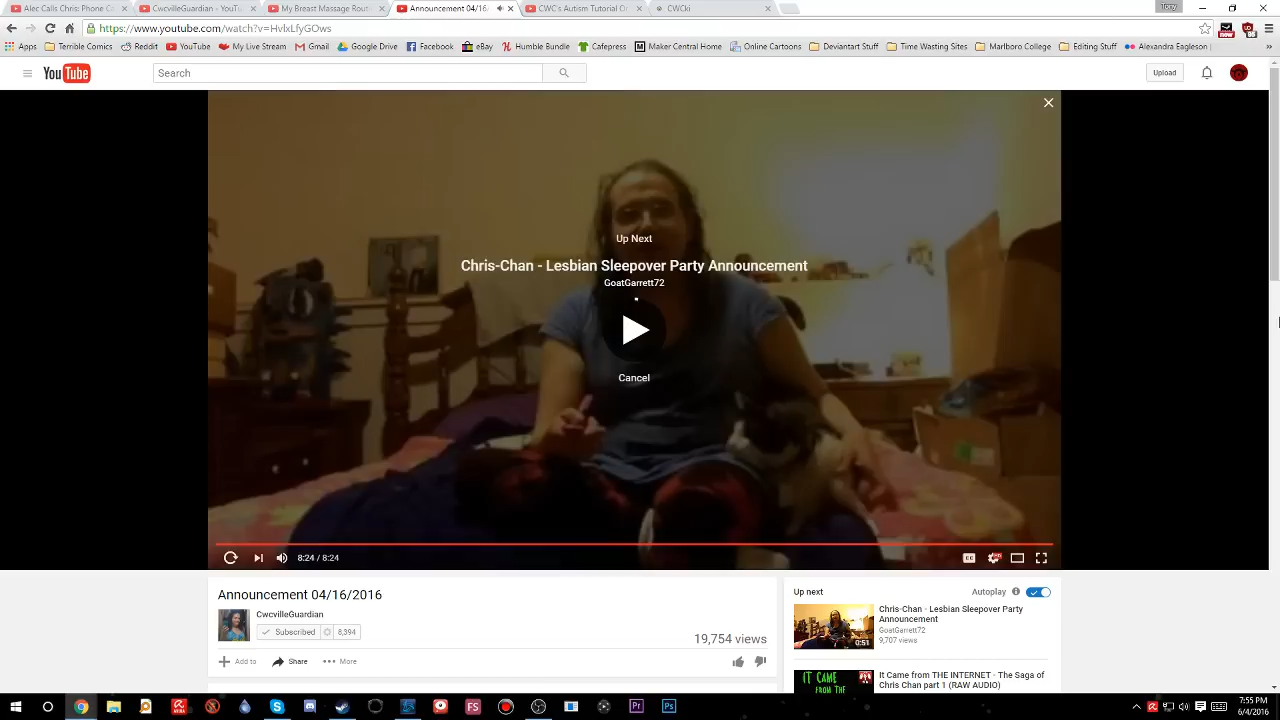 Alec Calls Chris: Phone Ca
CwcvilleGuardian - YouTu
My Breast Massage Rout
Announcement 04/16
CWC's Autism Tutorial O
CWCki
Tony
https://www.youtube.com/watch?v=HvlxLfyGOws
Apps
Terrible Comics
Reddit
YouTube
My Live Stream
Gmail
Google Drive
Facebook
eBay
Humble Bundle
Cafepress
Maker Central Home
Online Cartoons
Deviantart Stuff
Time Wasting Sites
Marlboro College
Editing Stuff
Alexandra Eagleson |
YouTube
Search
Upload
Up Next
Chris-Chan - Lesbian Sleepover Party Announcement
GoatGarrett72
Cancel
8:24 / 8:24
Announcement 04/16/2016
CwcvilleGuardian
Subscribed
8,394
19,754 views
Add to
Share
More
Up next
Autoplay
0:51
Chris-Chan - Lesbian Sleepover Party
Announcement
GoatGarrett72
9,707 views
IT CAME
FROM THE
It Came from THE INTERNET - The Saga of
Chris Chan part 1 (RAW AUDIO)
7:55 PM
6/4/2016